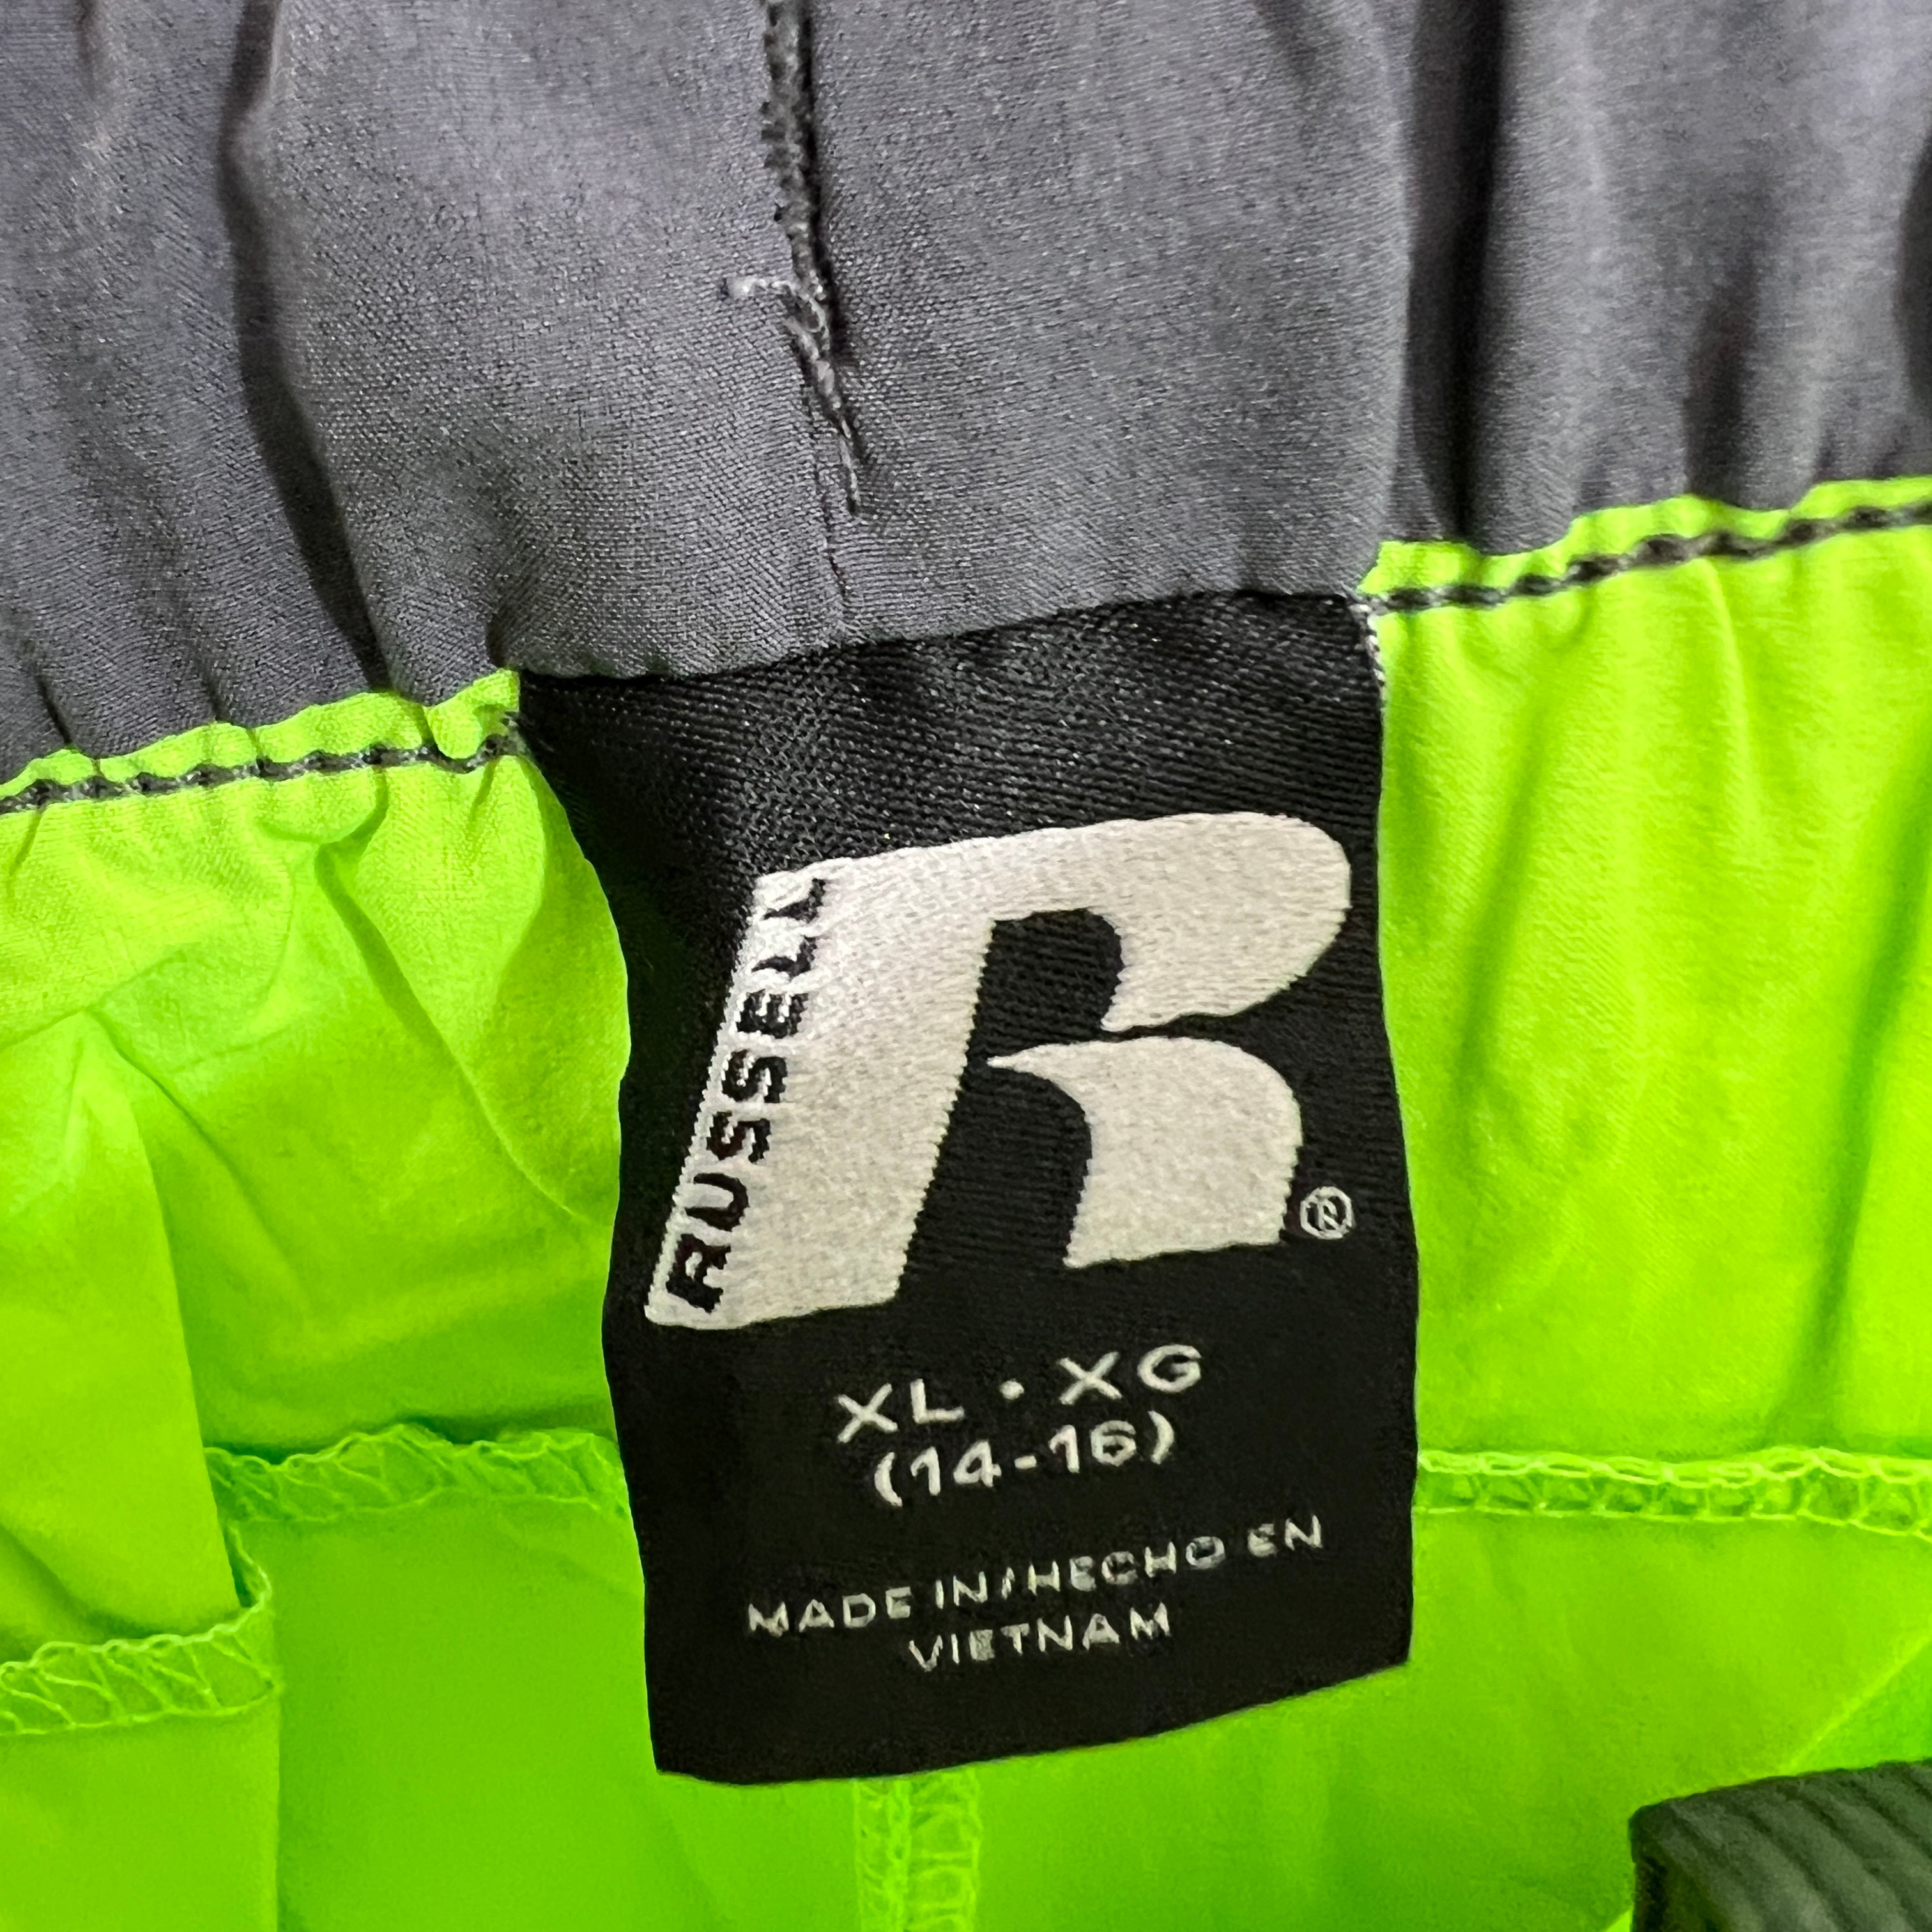 RUSSELL
®
XL • XG
(14-16)
MADE IN/HECHO EN
VIETNAM